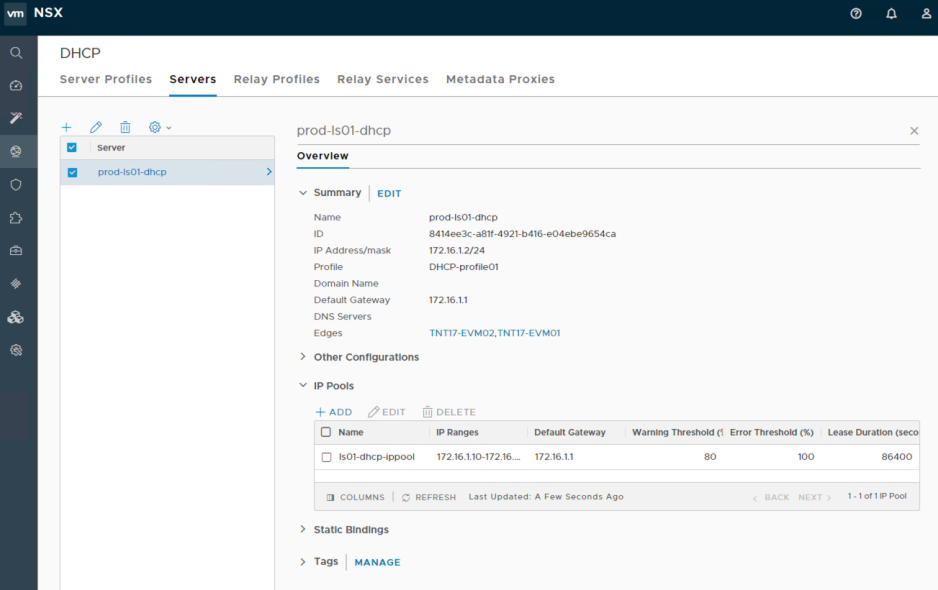 vm NSX
DHCP
Server Profiles Servers Relay Profiles Relay Services Metadata Proxies
Server
prod-ls01-dhcp
prod-ls01-dhcp
Overview
Summary EDIT
Name prod-ls01-dhcp
ID 8414ee3c-a81f-4921-b416-e04ebe9654ca
IP Address/mask 172.16.1.2/24
Profile DHCP-profile01
Domain Name
Default Gateway 172.16.1.1
DNS Servers
Edges TNT17-EVM02,TNT17-EVM01
Other Configurations
IP Pools
ADD EDIT DELETE
Name IP Ranges Default Gateway Warning Threshold (% Error Threshold (%) Lease Duration (seco
ls01-dhcp-ippool 172.16.1.10-172.16.... 172.16.1.1 80 100 86400
COLUMNS REFRESH Last Updated: A Few Seconds Ago BACK NEXT 1 - 1 of 1 IP Pool
Static Bindings
Tags MANAGE